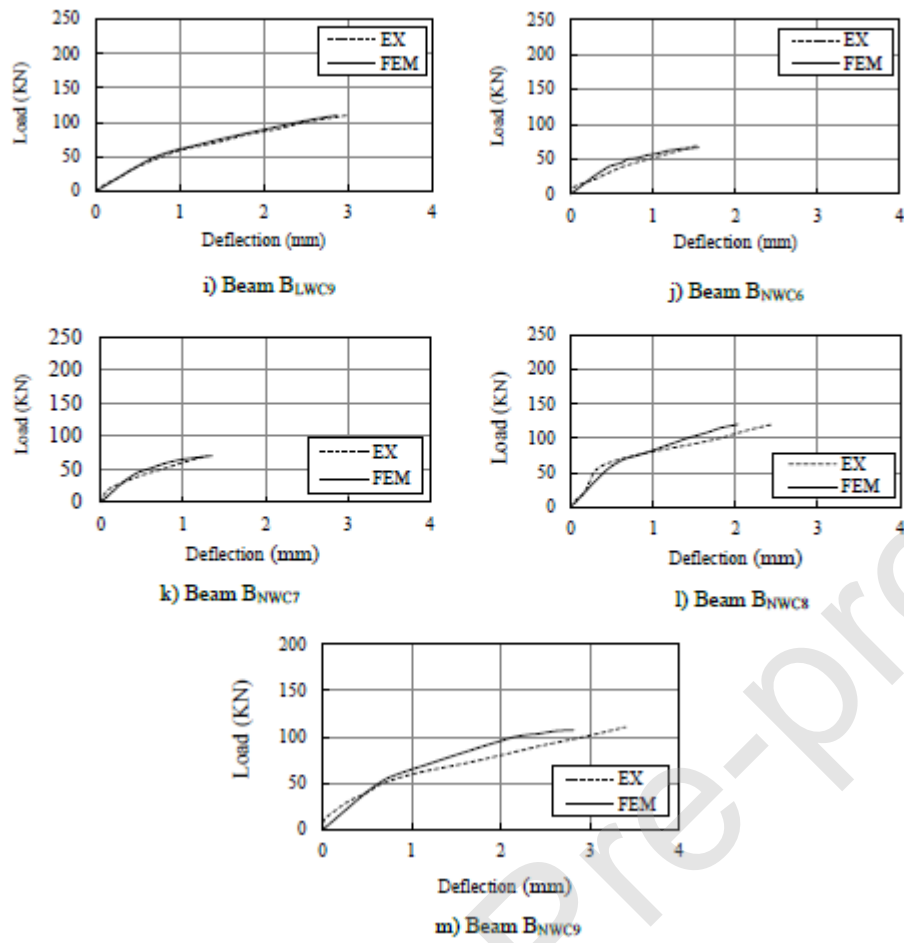 250
200
150
100
50
0
Load (KN)
EX
FEM
0 1 2 3 4
Deflection (mm)
i) Beam BLWC9
250
200
150
100
50
0
Load (KN)
EX
FEM
0 1 2 3 4
Deflection (mm)
j) Beam BNWC6
250
200
150
100
50
0
Load (KN)
EX
FEM
0 1 2 3 4
Deflection (mm)
k) Beam BNWC7
250
200
150
100
50
0
Load (KN)
EX
FEM
0 1 2 3 4
Deflection (mm)
l) Beam BNWC8
200
150
100
50
0
Load (KN)
EX
FEM
0 1 2 3 4
Deflection (mm)
m) Beam BNWC9
Pre-pro